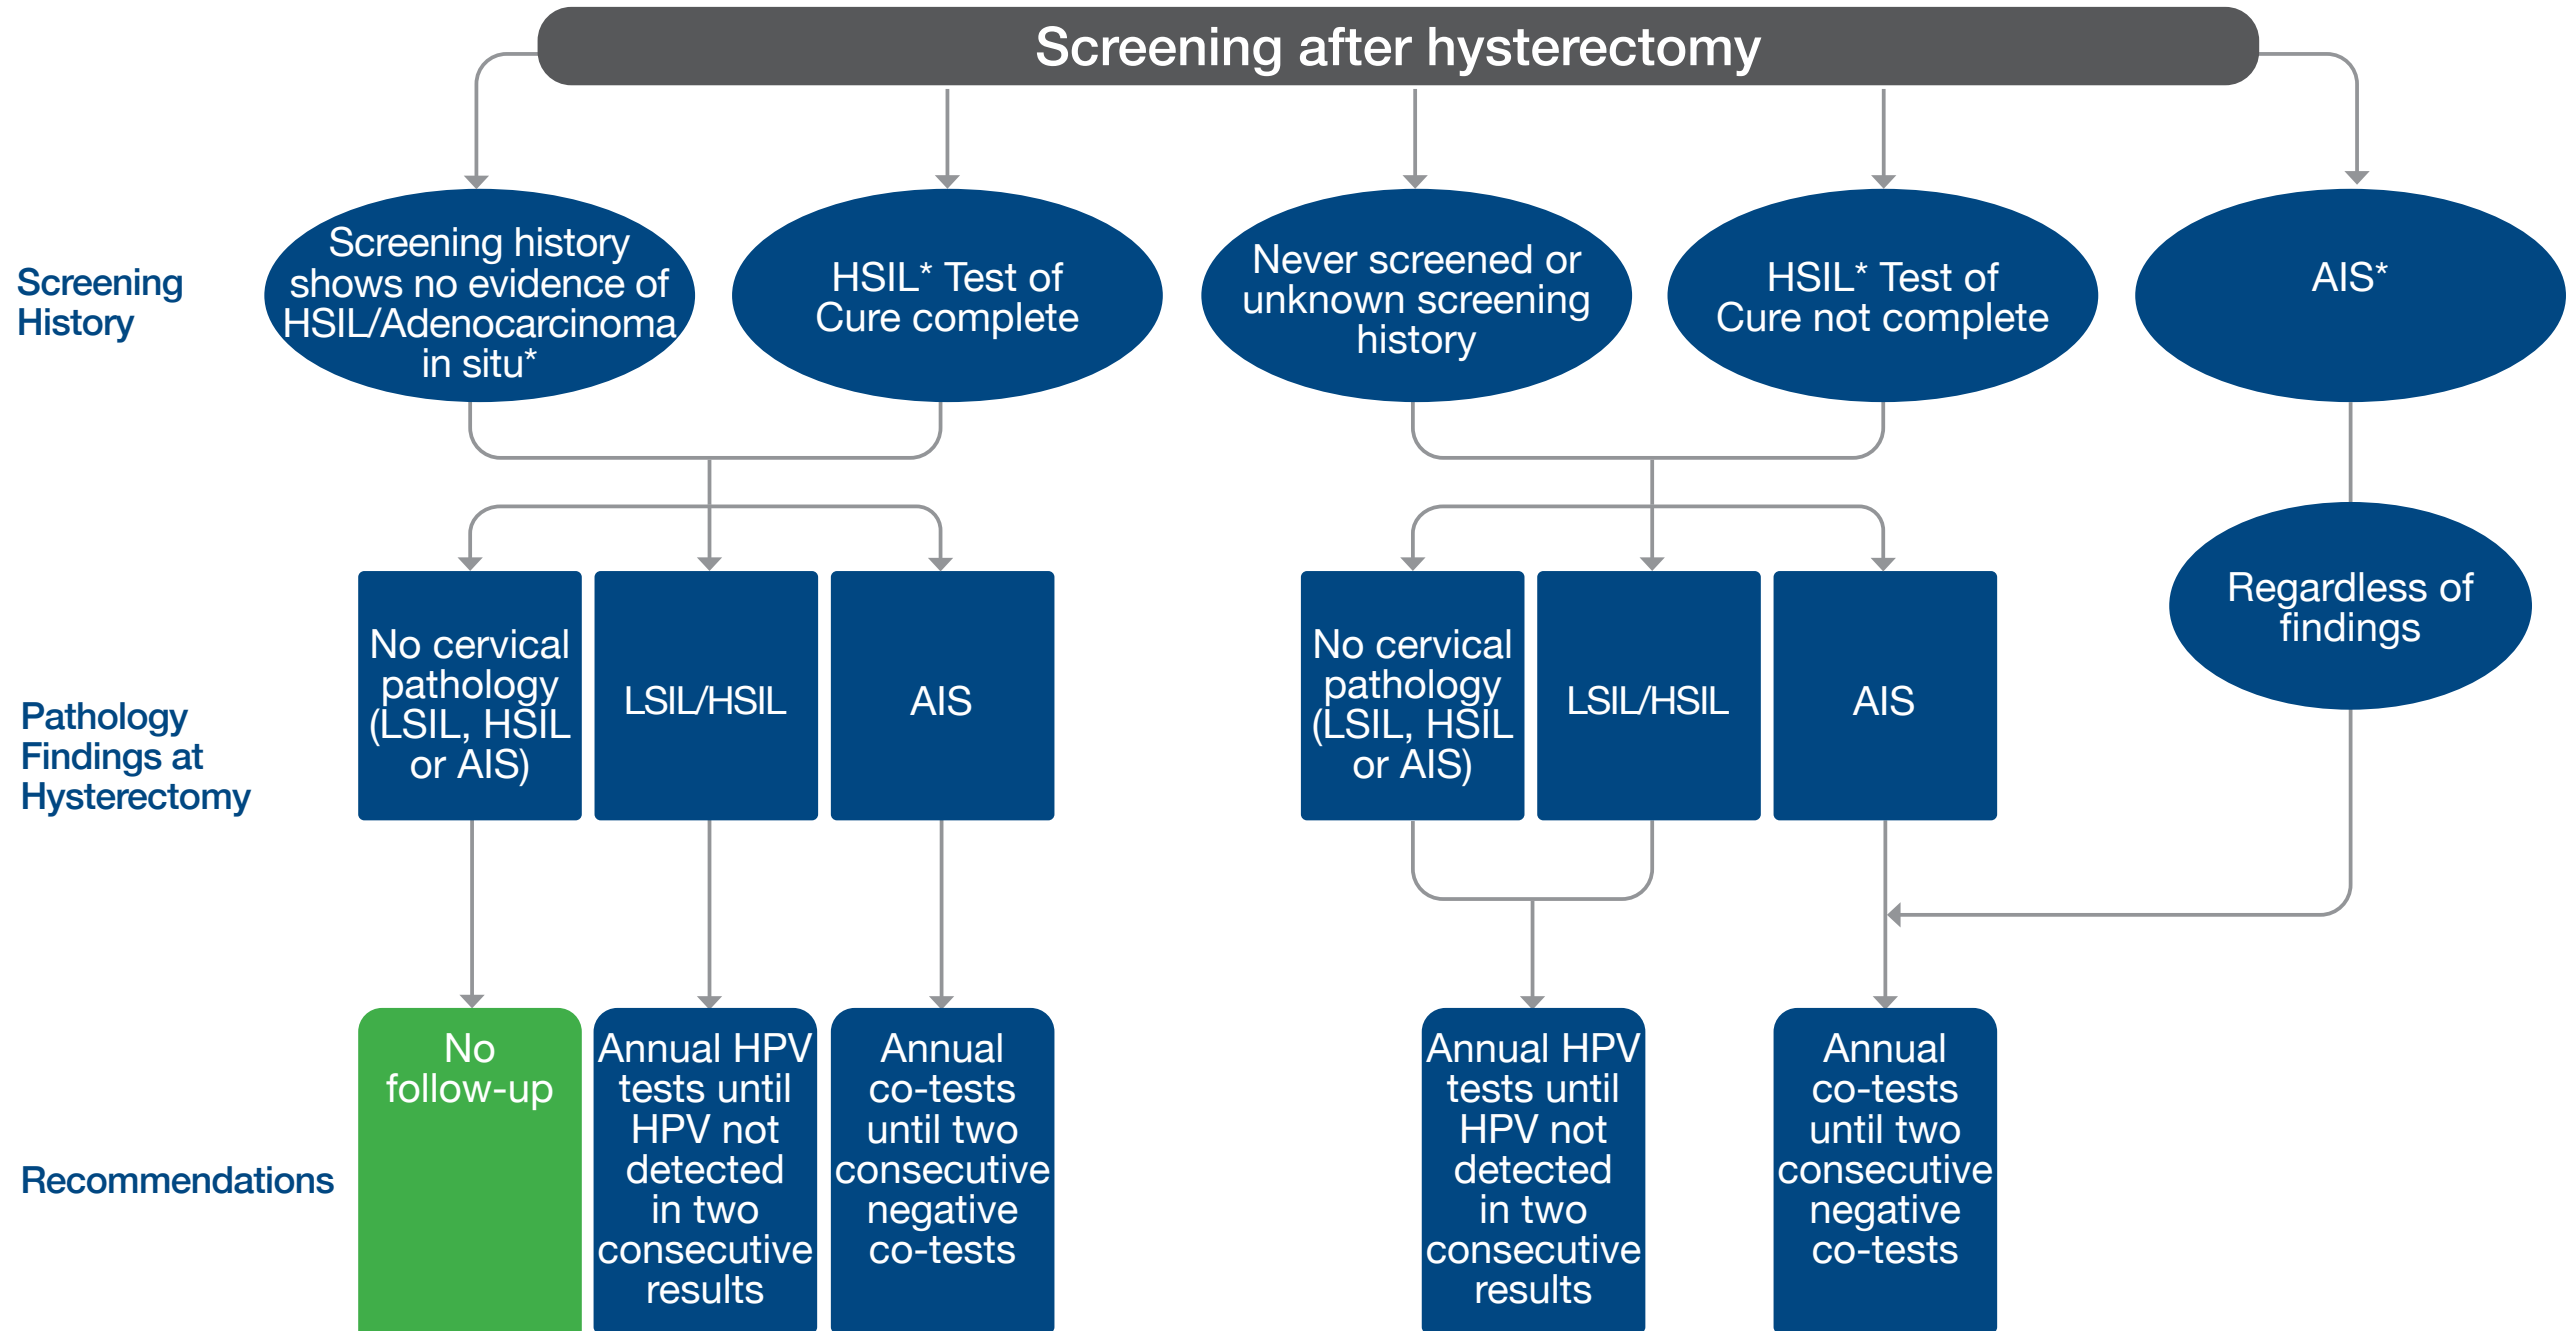 Screening after hysterectomy
Screening
History
Screening history
shows no evidence of
HSIL/Adenocarcinoma
in situ*
HSIL* Test of
Cure complete
Never screened or
unknown screening
history
HSIL* Test of
Cure not complete
AIS*
Regardless of
findings
Pathology
Findings at
Hysterectomy
No cervical
pathology
(LSIL, HSIL
or AIS)
LSIL/HSIL
AIS
No cervical
pathology
(LSIL, HSIL
or AIS)
LSIL/HSIL
AIS
Recommendations
No
follow-up
Annual HPV
tests until
HPV not
detected
in two
consecutive
results
Annual
co-tests
until two
consecutive
negative
co-tests
Annual HPV
tests until
HPV not
detected
in two
consecutive
results
Annual
co-tests
until two
consecutive
negative
co-tests